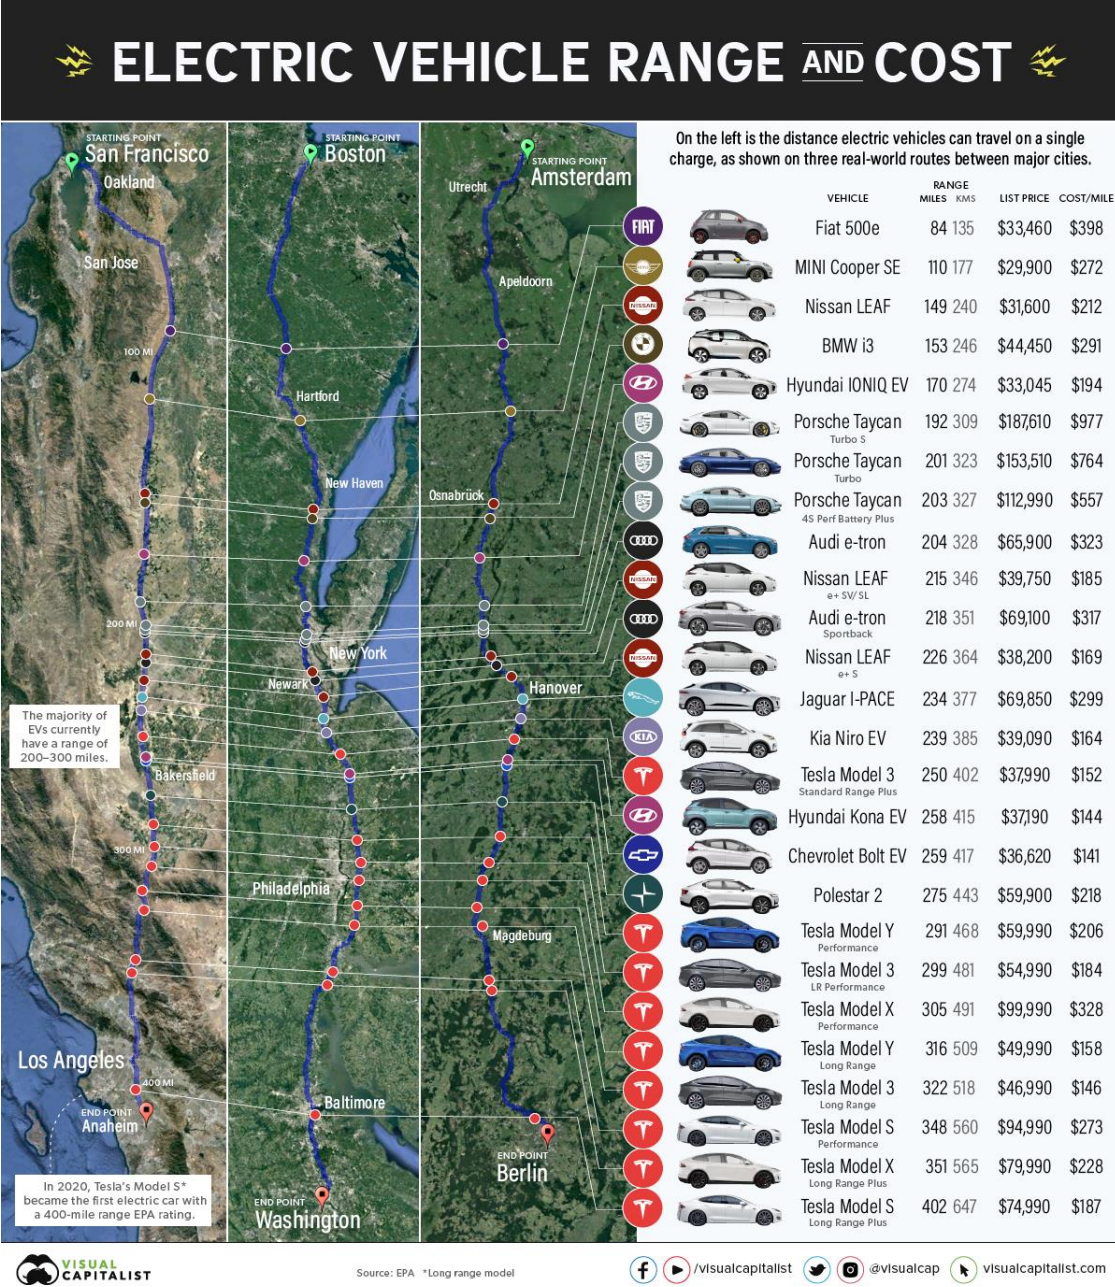 ELECTRIC VEHICLE RANGE AND COST
On the left is the distance electric vehicles can travel on a single
charge, as shown on three real-world routes between major cities.
STARTING POINT
San Francisco
Oakland
San Jose
100 MI
200 MI
The majority of
EVs currently
have a range of
200–300 miles.
Bakersfield
300 MI
Los Angeles
400 MI
END POINT
Anaheim
In 2020, Tesla's Model S*
became the first electric car with
a 400-mile range EPA rating.
STARTING POINT
Boston
Hartford
New Haven
New York
Newark
Philadelphia
Baltimore
END POINT
Washington
STARTING POINT
Amsterdam
Utrecht
Apeldoorn
Osnabrück
Hanover
Magdeburg
END POINT
Berlin
RANGE
VEHICLE MILES KMS LIST PRICE COST/MILE
FIAT Fiat 500e 84 135 $33,460 $398
MINI Cooper SE 110 177 $29,900 $272
NISSAN Nissan LEAF 149 240 $31,600 $212
BMW i3 153 246 $44,450 $291
Hyundai IONIQ EV 170 274 $33,045 $194
Porsche Taycan 192 309 $187,610 $977
Turbo S
Porsche Taycan 201 323 $153,510 $764
Turbo
Porsche Taycan 203 327 $112,990 $557
4S Perf Battery Plus
Audi e-tron 204 328 $65,900 $323
NISSAN Nissan LEAF 215 346 $39,750 $185
e+ SV/SL
Audi e-tron 218 351 $69,100 $317
Sportback
NISSAN Nissan LEAF 226 364 $38,200 $169
e+ S
Jaguar I-PACE 234 377 $69,850 $299
KIA Kia Niro EV 239 385 $39,090 $164
Tesla Model 3 250 402 $37,990 $152
Standard Range Plus
Hyundai Kona EV 258 415 $37,190 $144
Chevrolet Bolt EV 259 417 $36,620 $141
Polestar 2 275 443 $59,900 $218
Tesla Model Y 291 468 $59,990 $206
Performance
Tesla Model 3 299 481 $54,990 $184
LR Performance
Tesla Model X 305 491 $99,990 $328
Performance
Tesla Model Y 316 509 $49,990 $158
Long Range
Tesla Model 3 322 518 $46,990 $146
Long Range
Tesla Model S 348 560 $94,990 $273
Performance
Tesla Model X 351 565 $79,990 $228
Long Range Plus
Tesla Model S 402 647 $74,990 $187
Long Range Plus
VISUAL
CAPITALIST
Source: EPA *Long range model
/visualcapitalist @visualcap visualcapitalist.com